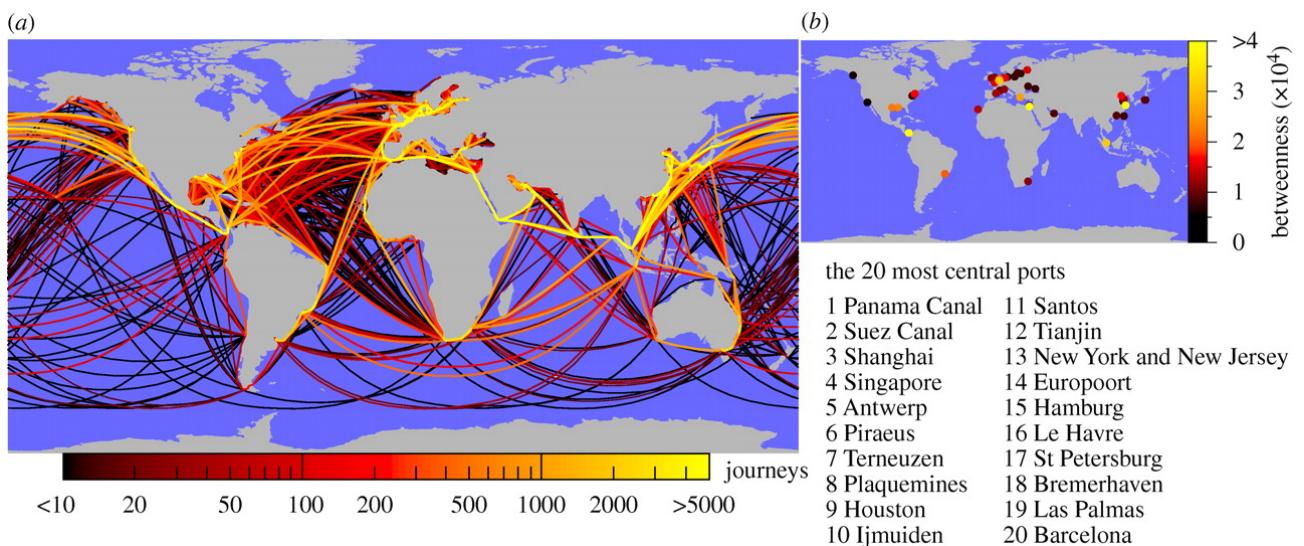 (a)
<10 20 50 100 200 500 1000 2000 >5000
journeys
(b)
>4
3
2
1
0
betweenness (×10⁴)
the 20 most central ports
1 Panama Canal
2 Suez Canal
3 Shanghai
4 Singapore
5 Antwerp
6 Piraeus
7 Terneuzen
8 Plaquemines
9 Houston
10 Ijmuiden
11 Santos
12 Tianjin
13 New York and New Jersey
14 Europoort
15 Hamburg
16 Le Havre
17 St Petersburg
18 Bremerhaven
19 Las Palmas
20 Barcelona